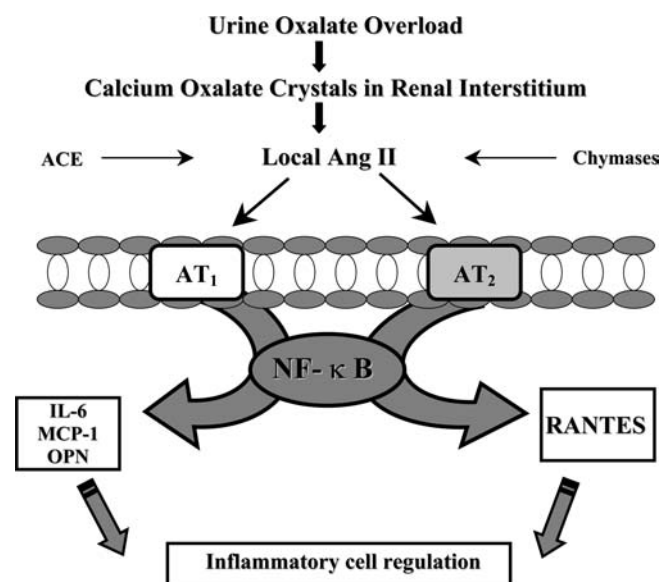 Urine Oxalate Overload
Calcium Oxalate Crystals in Renal Interstitium
ACE
Local Ang II
Chymases
AT₁
AT₂
NF- κ B
IL-6
MCP-1
OPN
RANTES
Inflammatory cell regulation